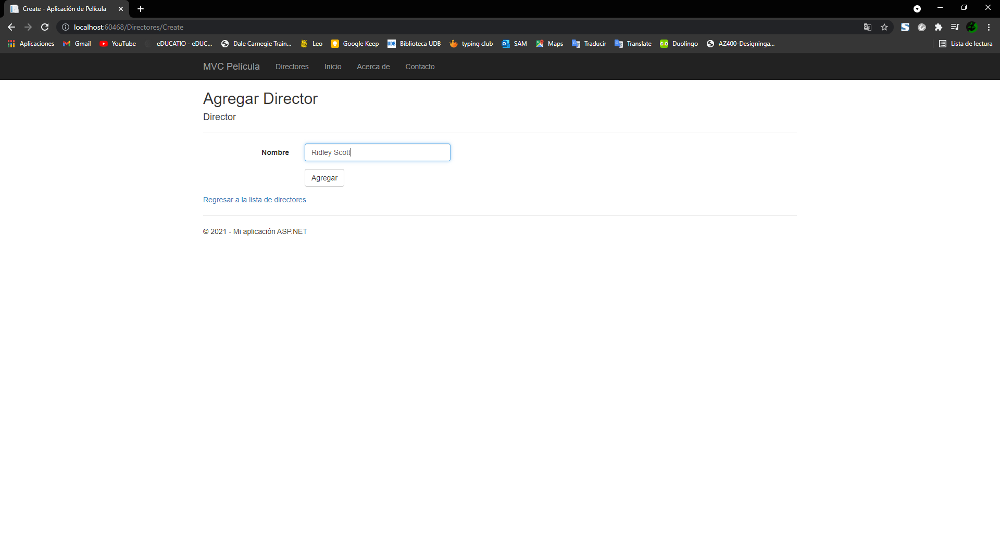 Create - Aplicación de Película
localhost:60468/Directores/Create
Aplicaciones Gmail YouTube eDUCATIO - eDUC... Dale Carnegie Train... Leo Google Keep UDB Biblioteca UDB typing club SAM Maps Traducir Translate Duolingo AZ400-Designinga... Lista de lectura
MVC Película Directores Inicio Acerca de Contacto
Agregar Director
Director
Nombre Ridley Scott
Agregar
Regresar a la lista de directores
© 2021 - Mi aplicación ASP.NET